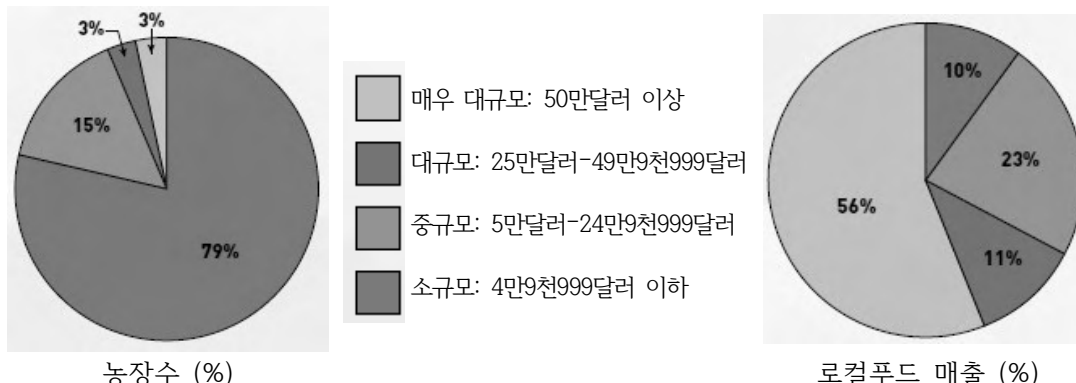 3%
3%
15%
79%
농장수 (%)
매우 대규모: 50만달러 이상
대규모: 25만달러-49만9천999달러
중규모: 5만달러-24만9천999달러
소규모: 4만9천999달러 이하
10%
23%
56%
11%
로컬푸드 매출 (%)